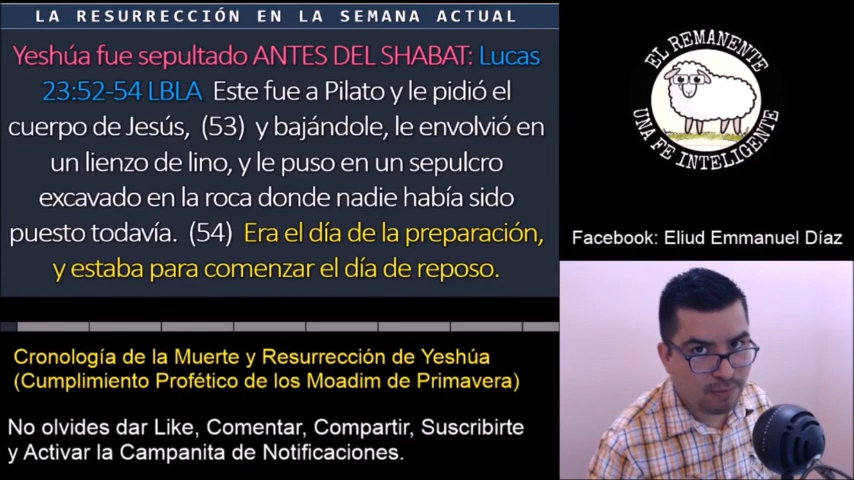 LA RESURRECCIÓN EN LA SEMANA ACTUAL
Yeshúa fue sepultado ANTES DEL SHABAT: Lucas
23:52-54 LBLA Este fue a Pilato y le pidió el
cuerpo de Jesús, (53) y bajándole, le envolvió en
un lienzo de lino, y le puso en un sepulcro
excavado en la roca donde nadie había sido
puesto todavía. (54) Era el día de la preparación,
y estaba para comenzar el día de reposo.
EL REMANENTE
UNA FE INTELIGENTE
Facebook: Eliud Emmanuel Díaz
Cronología de la Muerte y Resurrección de Yeshúa
(Cumplimiento Profético de los Moadim de Primavera)
No olvides dar Like, Comentar, Compartir, Suscribirte
y Activar la Campanita de Notificaciones.